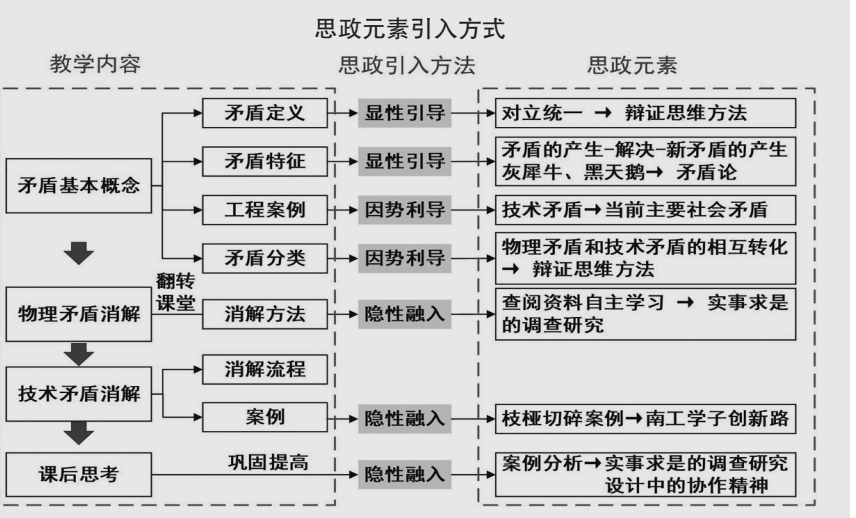 思政元素引入方式
教学内容
思政引入方法
思政元素
矛盾基本概念
矛盾定义
显性引导
对立统一 → 辩证思维方法
矛盾特征
显性引导
矛盾的产生-解决-新矛盾的产生
灰犀牛、黑天鹅→ 矛盾论
工程案例
因势利导
技术矛盾→当前主要社会矛盾
矛盾分类
因势利导
物理矛盾和技术矛盾的相互转化
→ 辩证思维方法
物理矛盾消解
翻转
课堂
消解方法
隐性融入
查阅资料自主学习 → 实事求是
的调查研究
技术矛盾消解
消解流程
案例
隐性融入
枝桠切碎案例→南工学子创新路
课后思考
巩固提高
隐性融入
案例分析→实事求是的调查研究
设计中的协作精神